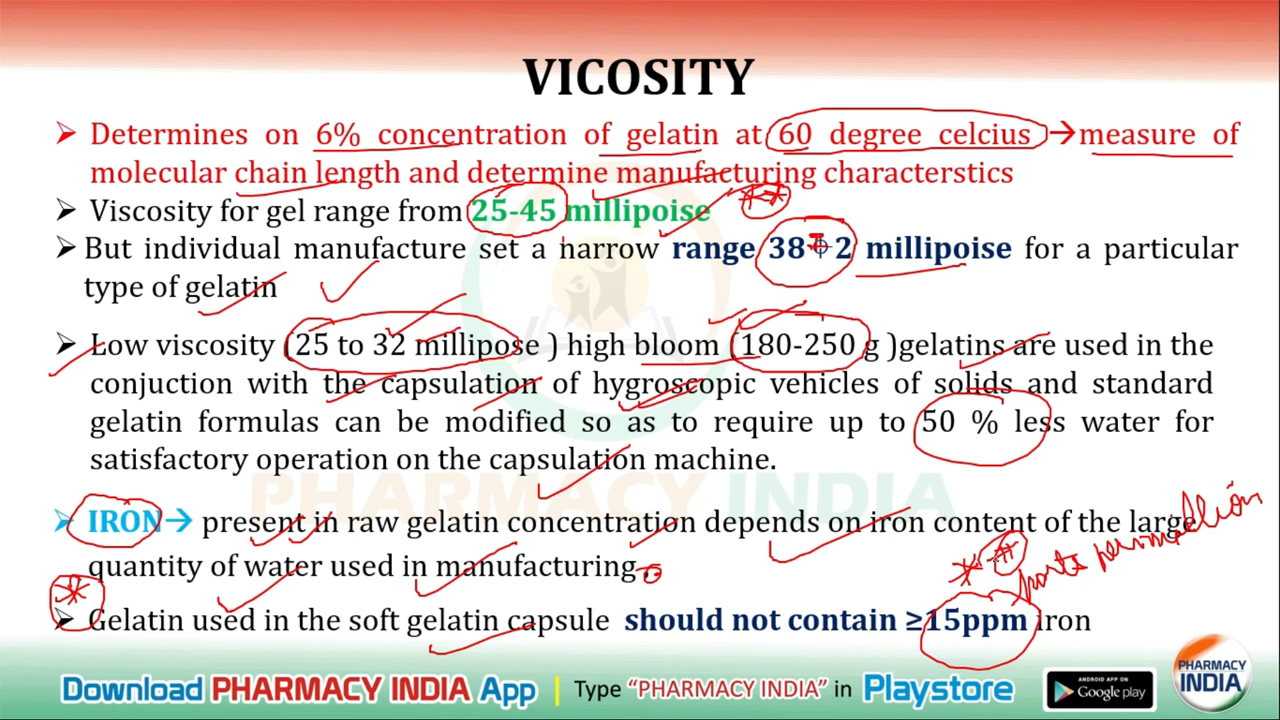 VICOSITY
➢ Determines on 6% concentration of gelatin at 60 degree celcius → measure of
molecular chain length and determine manufacturing characterstics
➢ Viscosity for gel range from 25-45 millipoise
➢ But individual manufacture set a narrow range 38 2 millipoise for a particular
type of gelatin
➢ Low viscosity (25 to 32 millipose ) high bloom (180-250 g )gelatins are used in the
conjuction with the capsulation of hygroscopic vehicles of solids and standard
gelatin formulas can be modified so as to require up to 50 % less water for
satisfactory operation on the capsulation machine.
PHARMACY INDIA
➢ IRON→ present in raw gelatin concentration depends on iron content of the large
quantity of water used in manufacturing.
parts per million
➢ Gelatin used in the soft gelatin capsule should not contain ≥15ppm iron
Download PHARMACY INDIA App | Type “PHARMACY INDIA” in Playstore
ANDROID APP ON
Google play
PHARMACY
INDIA